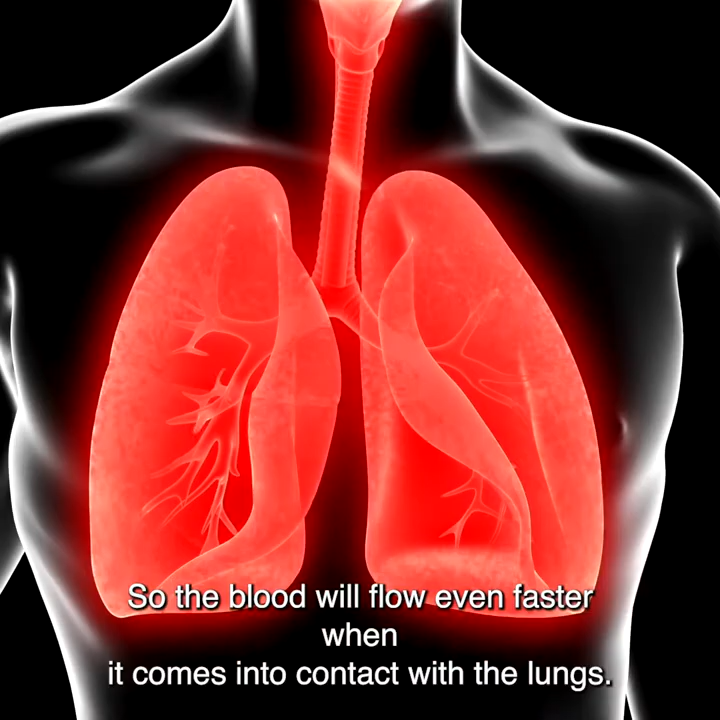 So the blood will flow even faster
when
it comes into contact with the lungs.